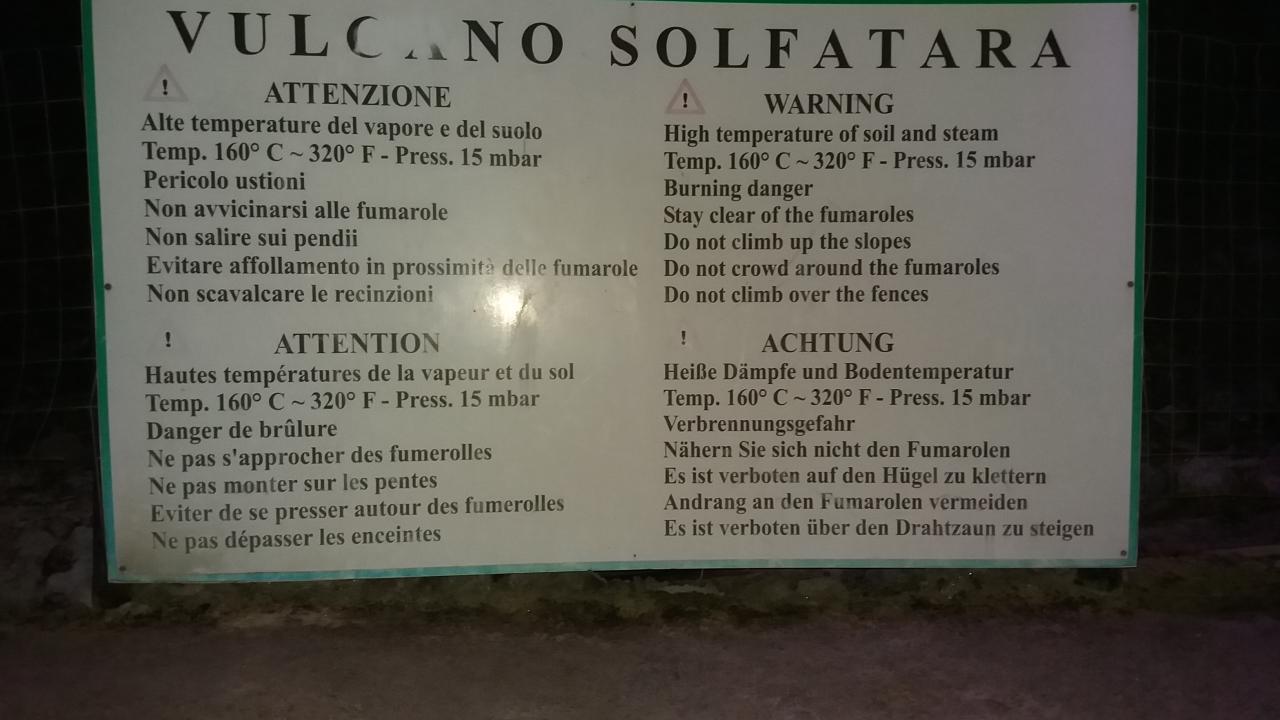 VULCANO SOLFATARA
! ATTENZIONE
Alte temperature del vapore e del suolo
Temp. 160° C ~ 320° F - Press. 15 mbar
Pericolo ustioni
Non avvicinarsi alle fumarole
Non salire sui pendii
Evitare affollamento in prossimità delle fumarole
Non scavalcare le recinzioni
! WARNING
High temperature of soil and steam
Temp. 160° C ~ 320° F - Press. 15 mbar
Burning danger
Stay clear of the fumaroles
Do not climb up the slopes
Do not crowd around the fumaroles
Do not climb over the fences
! ATTENTION
Hautes températures de la vapeur et du sol
Temp. 160° C ~ 320° F - Press. 15 mbar
Danger de brûlure
Ne pas s'approcher des fumerolles
Ne pas monter sur les pentes
Eviter de se presser autour des fumerolles
Ne pas dépasser les enceintes
! ACHTUNG
Heiße Dämpfe und Bodentemperatur
Temp. 160° C ~ 320° F - Press. 15 mbar
Verbrennungsgefahr
Nähern Sie sich nicht den Fumarolen
Es ist verboten auf den Hügel zu klettern
Andrang an den Fumarolen vermeiden
Es ist verboten über den Drahtzaun zu steigen